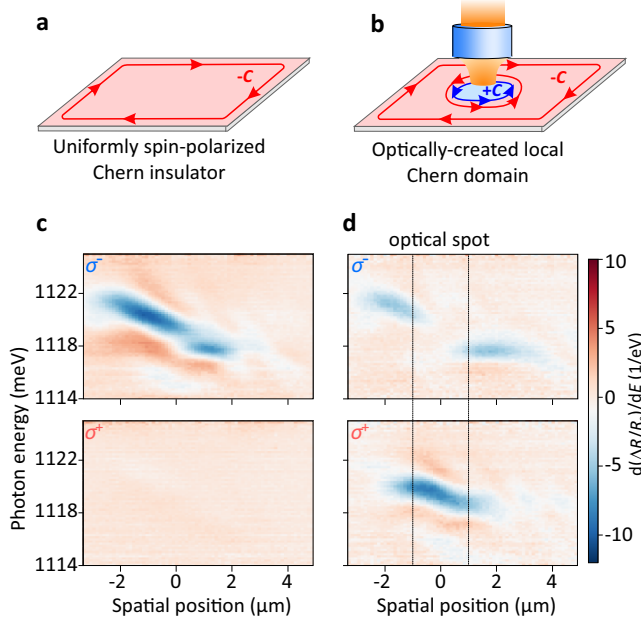 a
b
-C
-C
+C
Uniformly spin-polarized
Chern insulator
Optically-created local
Chern domain
c
d
optical spot
σ⁻
σ⁻
1122
1118
1114
σ⁺
σ⁺
1122
1118
1114
Photon energy (meV)
-2 0 2 4
-2 0 2 4
Spatial position (μm)
Spatial position (μm)
10
5
0
-5
-10
d(ΔR/R₀)/dE (1/eV)